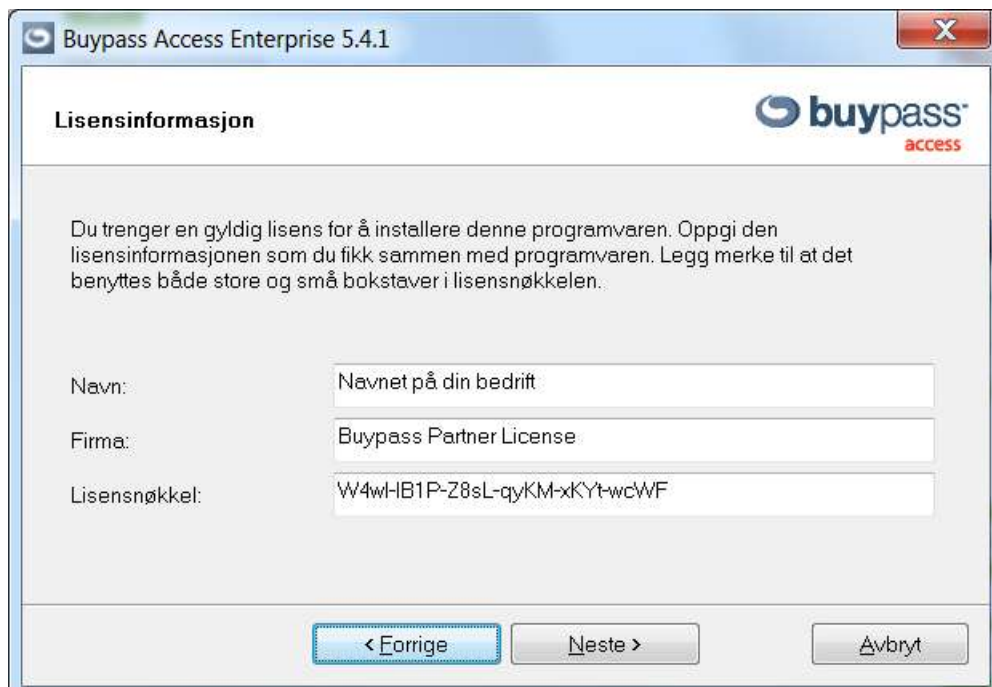 Buypass Access Enterprise 5.4.1
Lisensinformasjon
buypass
access
Du trenger en gyldig lisens for å installere denne programvaren. Oppgi den
lisensinformasjonen som du fikk sammen med programvaren. Legg merke til at det
benyttes både store og små bokstaver i lisensnøkkelen.
Navn: Navnet på din bedrift
Firma: Buypass Partner License
Lisensnøkkel: W4wI-IB1P-Z8sL-qyKM-xKYt-wcWF
< Forrige Neste > Avbryt